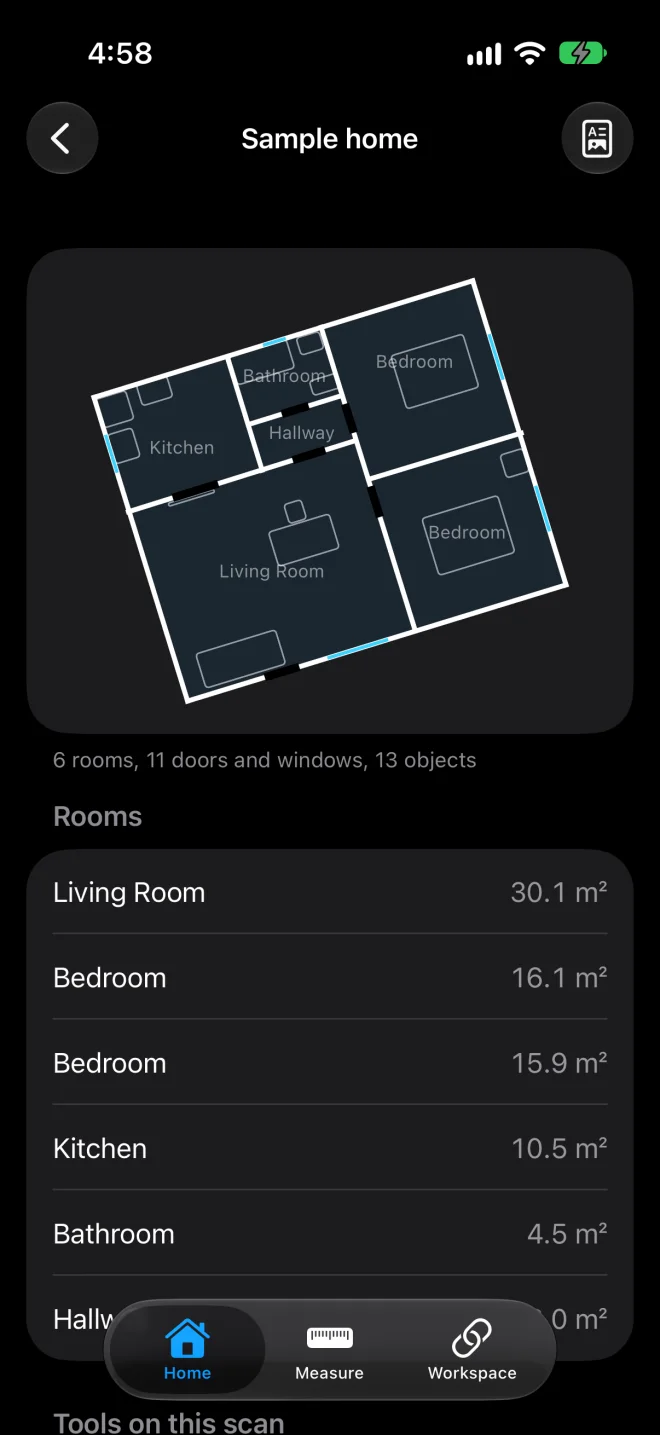 4:58
Sample home
Bedroom
Bathroom
Hallway
Kitchen
Bedroom
Living Room
6 rooms, 11 doors and windows, 13 objects
Rooms
Living Room 30.1 m²
Bedroom 16.1 m²
Bedroom 15.9 m²
Kitchen 10.5 m²
Bathroom 4.5 m²
.0 m²
Home
Measure
Workspace
Tools on this scan